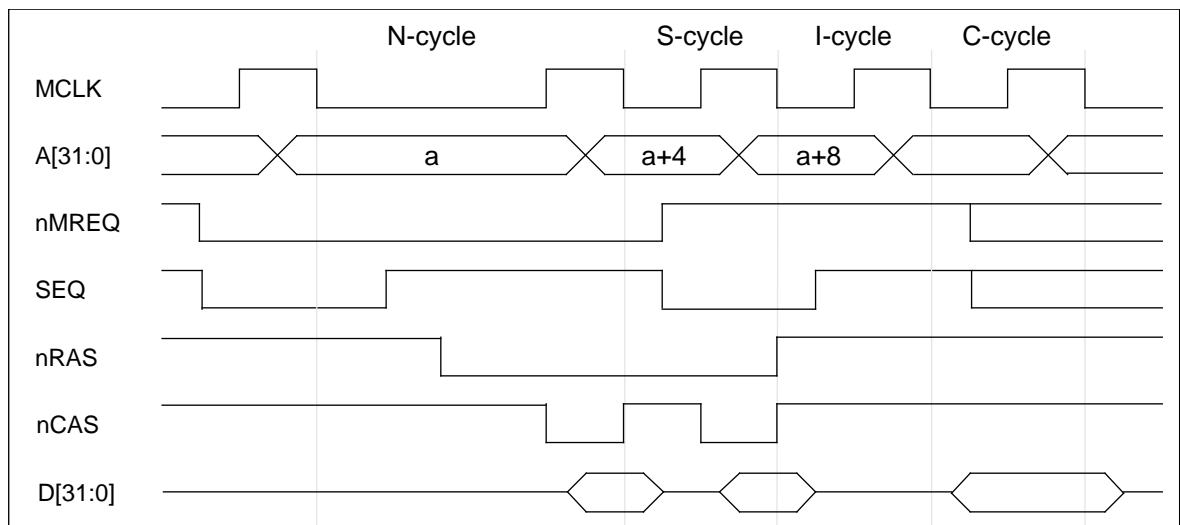 N-cycle S-cycle I-cycle C-cycle
MCLK
A[31:0] a a+4 a+8
nMREQ
SEQ
nRAS
nCAS
D[31:0]